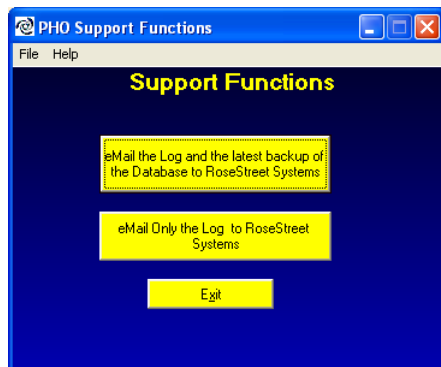 PHO Support Functions
File Help
Support Functions
eMail the Log and the latest backup of
the Database to RoseStreet Systems
eMail Only the Log to RoseStreet
Systems
Exit